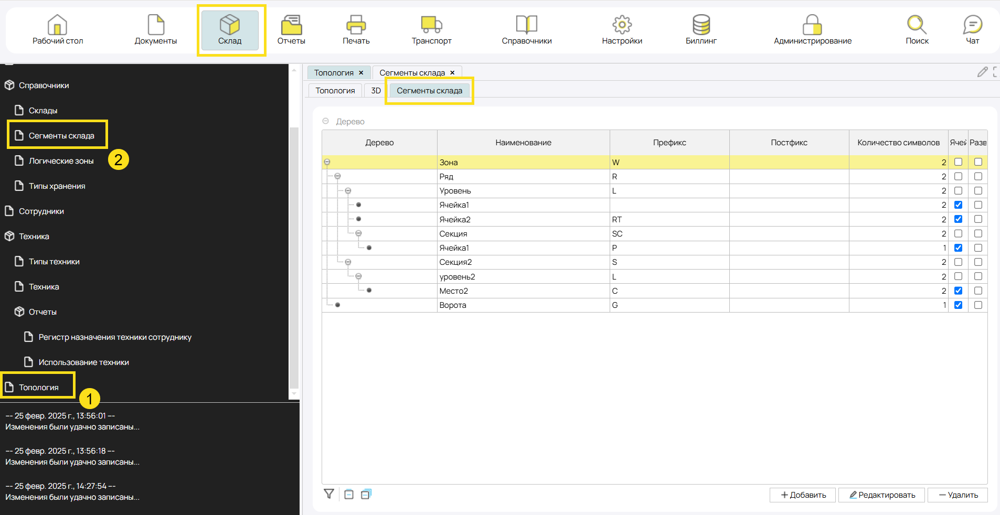 Рабочий стол
Документы
Склад
Отчеты
Печать
Транспорт
Справочники
Настройки
Биллинг
Администрирование
Поиск
Чат
Справочники
Склады
Сегменты склада
2
Логические зоны
Типы хранения
Сотрудники
Техника
Типы техники
Техника
Отчеты
Регистр назначения техники сотруднику
Использование техники
Топология
1
-- 25 февр. 2025 г., 13:56:01 --
Изменения были удачно записаны...
-- 25 февр. 2025 г., 13:56:18 --
Изменения были удачно записаны...
-- 25 февр. 2025 г., 14:27:54 --
Изменения были удачно записаны...
Топология × Сегменты склада ×
Топология 3D Сегменты склада
Дерево
Дерево Наименование Префикс Постфикс Количество символов Ячей Разв
Зона W 2
Ряд R 2
Уровень L 2
Ячейка1 2
Ячейка2 RT 2
Секция SC 2
Ячейка1 P 1
Секция2 S 2
уровень2 L 2
Место2 C 2
Ворота G 1
+ Добавить Редактировать − Удалить